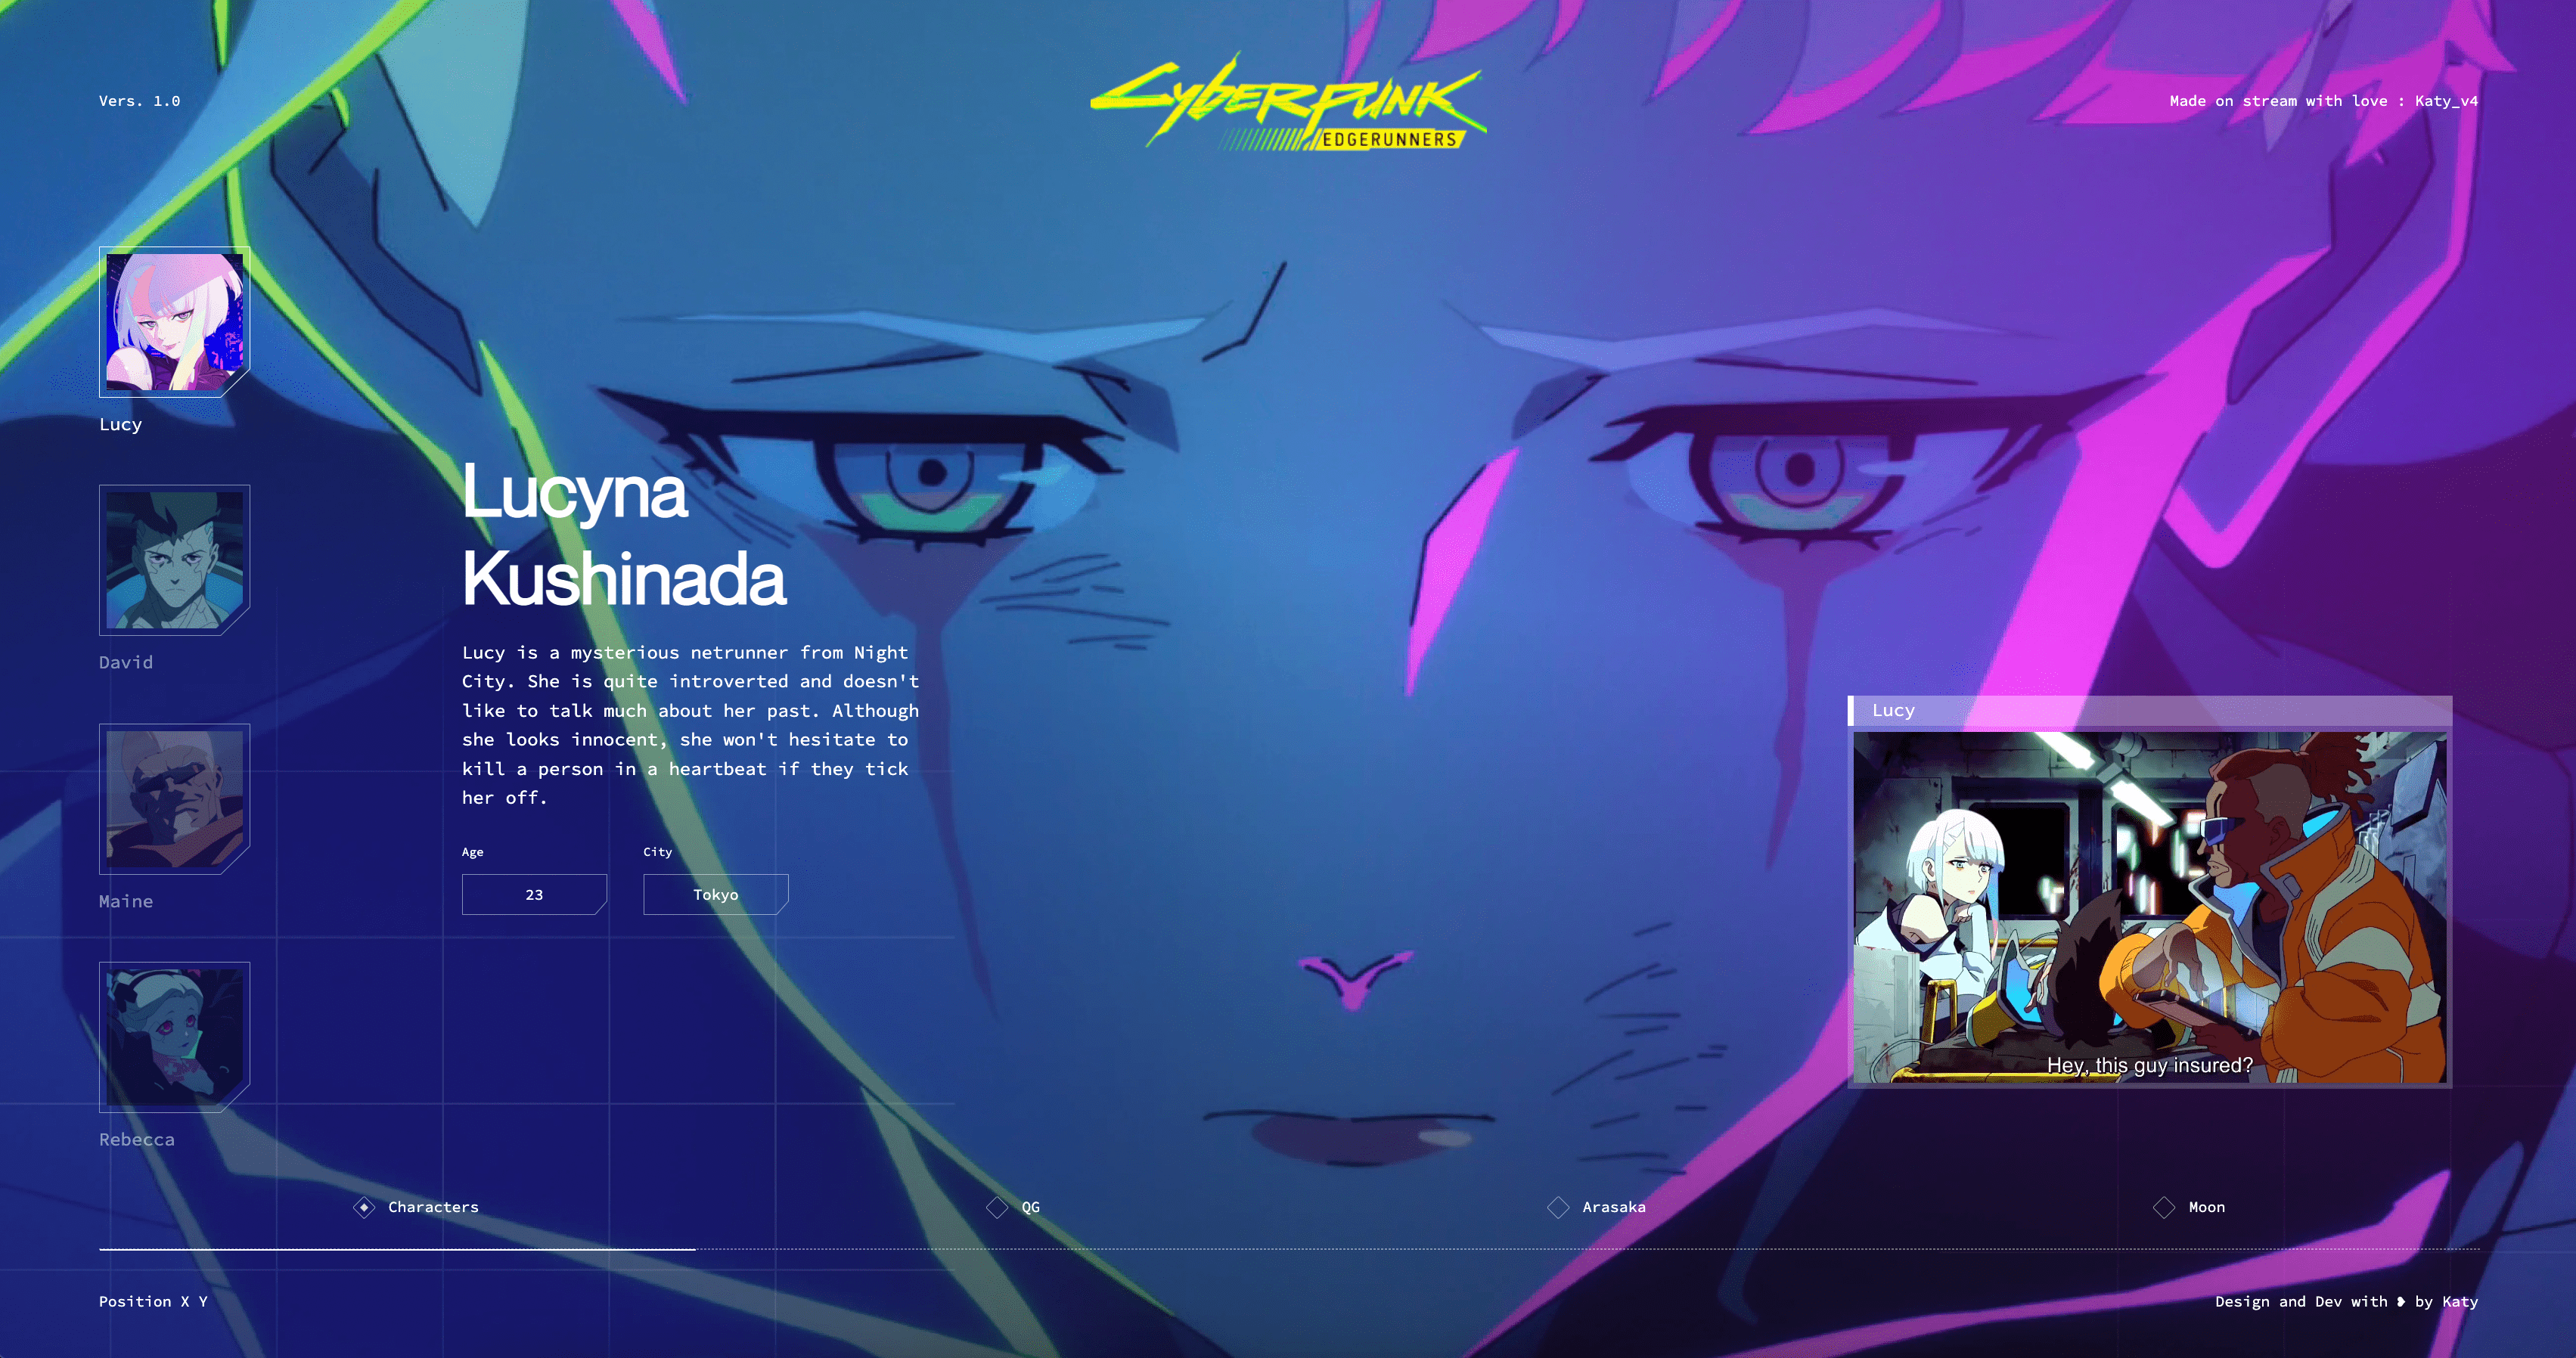 Vers. 1.0
CYBERPUNK
EDGERUNNERS
Made on stream with love : Katy_v4
Lucy
David
Maine
Rebecca
Lucyna
Kushinada
Lucy is a mysterious netrunner from Night
City. She is quite introverted and doesn't
like to talk much about her past. Although
she looks innocent, she won't hesitate to
kill a person in a heartbeat if they tick
her off.
Age
City
23
Tokyo
Lucy
Hey, this guy insured?
Characters
QG
Arasaka
Moon
Position X Y
Design and Dev with ❥ by Katy